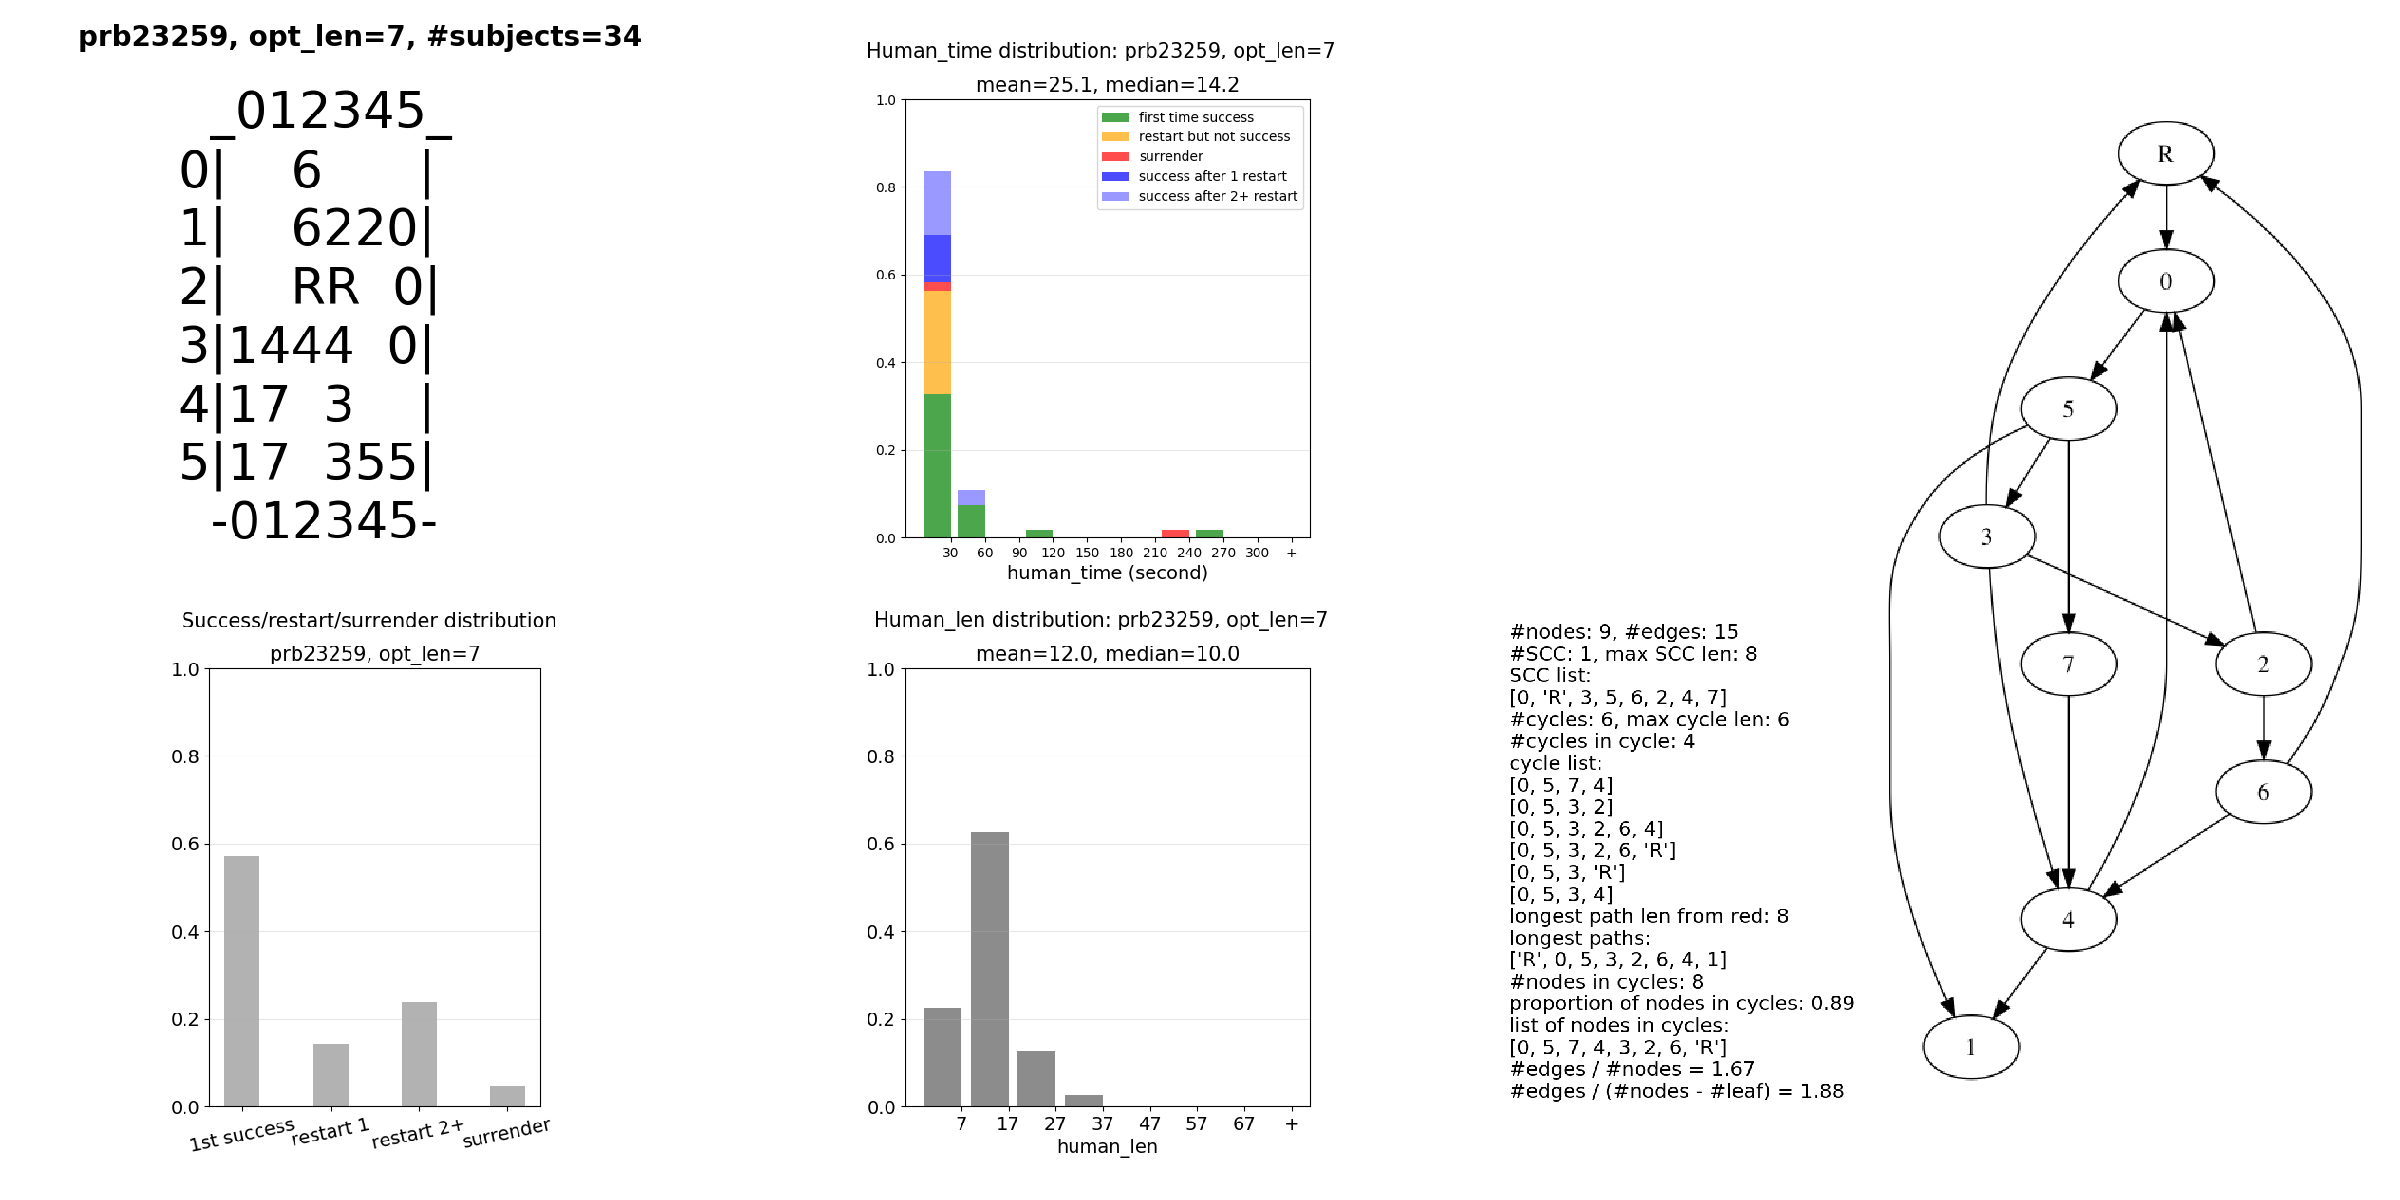 prb23259, opt_len=7, #subjects=34
_012345_
0|  6   |
1|  6220|
2|  RR 0|
3|1444 0|
4|17 3  |
5|17 355|
-012345-
Human_time distribution: prb23259, opt_len=7
mean=25.1, median=14.2
1.0
0.8
0.6
0.4
0.2
0.0
first time success
restart but not success
surrender
success after 1 restart
success after 2+ restart
30 60 90 120 150 180 210 240 270 300 +
human_time (second)
Success/restart/surrender distribution
prb23259, opt_len=7
1.0
0.8
0.6
0.4
0.2
0.0
1st success restart 1 restart 2+ surrender
Human_len distribution: prb23259, opt_len=7
mean=12.0, median=10.0
1.0
0.8
0.6
0.4
0.2
0.0
7 17 27 37 47 57 67 +
human_len
#nodes: 9, #edges: 15
#SCC: 1, max SCC len: 8
SCC list:
[0, 'R', 3, 5, 6, 2, 4, 7]
#cycles: 6, max cycle len: 6
#cycles in cycle: 4
cycle list:
[0, 5, 7, 4]
[0, 5, 3, 2]
[0, 5, 3, 2, 6, 4]
[0, 5, 3, 2, 6, 'R']
[0, 5, 3, 'R']
[0, 5, 3, 4]
longest path len from red: 8
longest paths:
['R', 0, 5, 3, 2, 6, 4, 1]
#nodes in cycles: 8
proportion of nodes in cycles: 0.89
list of nodes in cycles:
[0, 5, 7, 4, 3, 2, 6, 'R']
#edges / #nodes = 1.67
#edges / (#nodes - #leaf) = 1.88
R
0
5
3
7
2
6
4
1